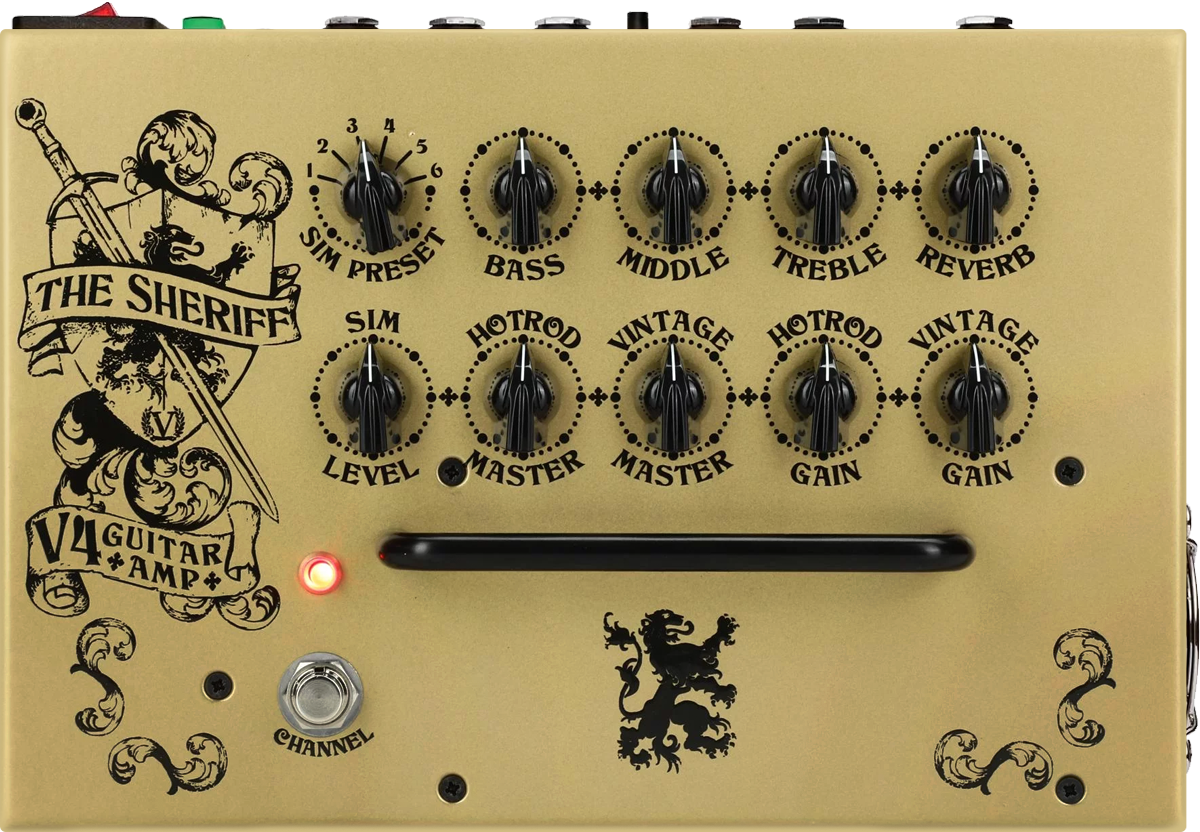 1 2 3 4 5 6
SIM PRESET
BASS
MIDDLE
TREBLE
REVERB
THE SHERIFF
SIM
LEVEL
HOTROD
MASTER
VINTAGE
MASTER
HOTROD
GAIN
VINTAGE
GAIN
V
V4 GUITAR
AMP
CHANNEL